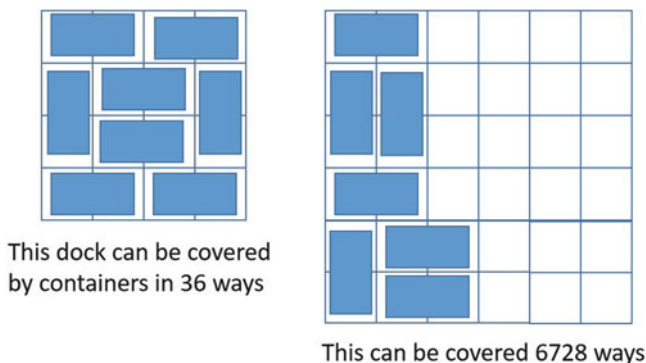 This dock can be covered
by containers in 36 ways
This can be covered 6728 ways